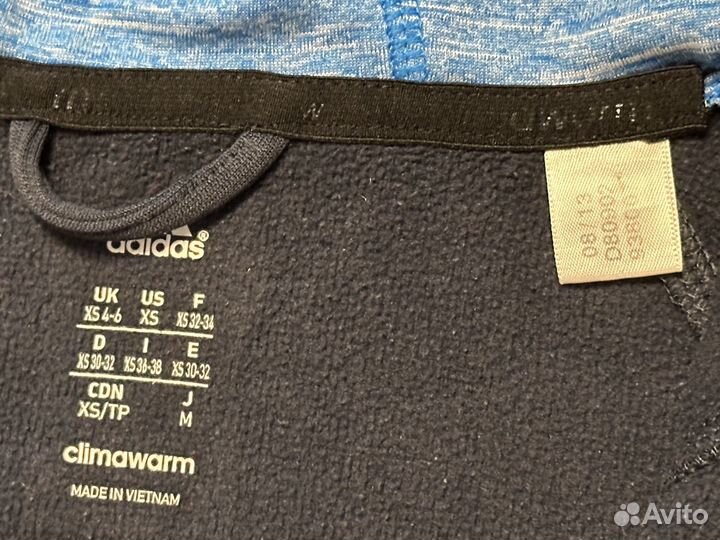 adidas®
UK US F
XS 4-6 XS XS 32-34
D I E
XS 30-32 XS 36-38 XS 30-32
CDN J
XS/TP M
climawarm
MADE IN VIETNAM
08/13
D80002
Avito